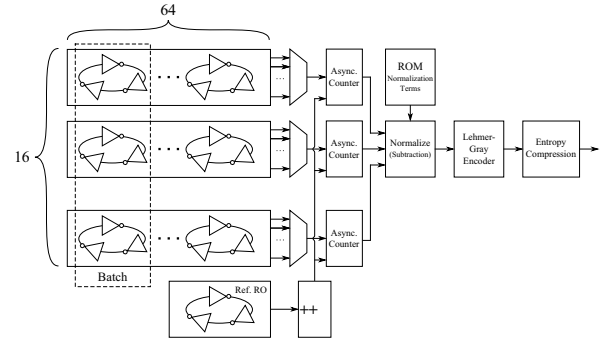 64
16
...
Async.
Counter
ROM
Normalization
Terms
...
Async.
Counter
Normalize
(Subtraction)
Lehmer-
Gray
Encoder
Entropy
Compression
...
Async.
Counter
Batch
Ref. RO
++